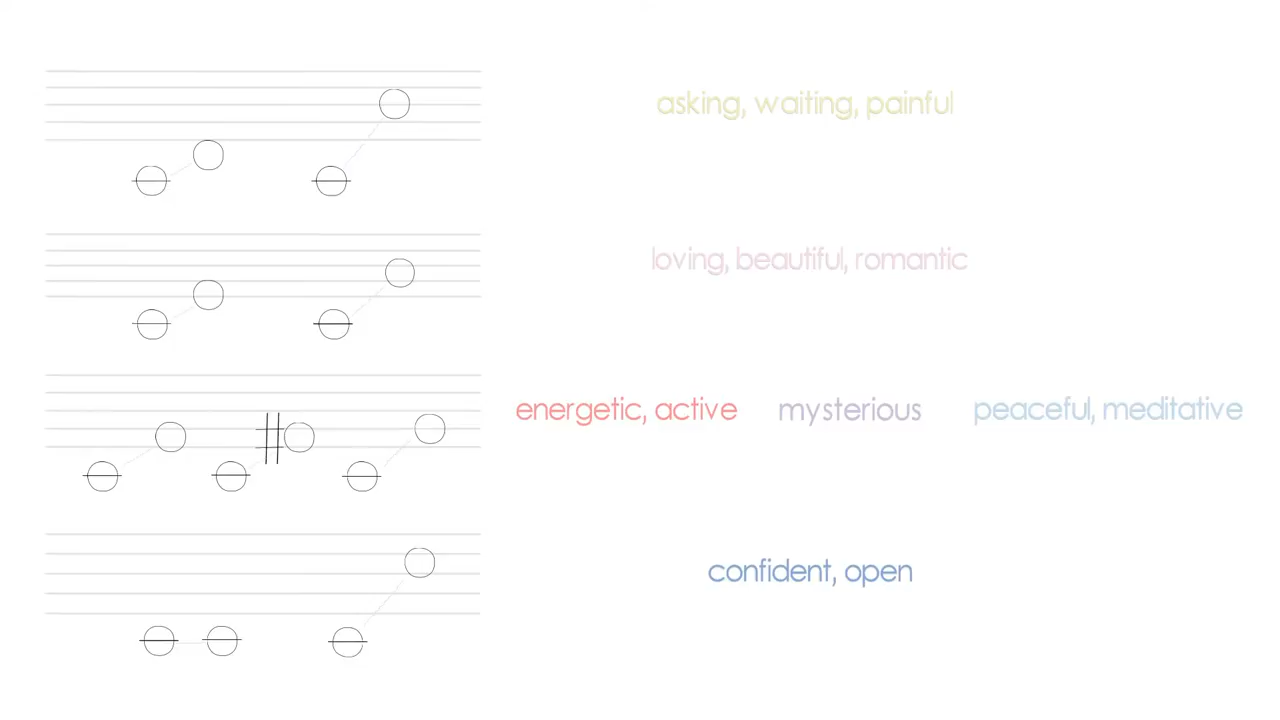 asking, waiting, painful
loving, beautiful, romantic
energetic, active mysterious peaceful, meditative
confident, open